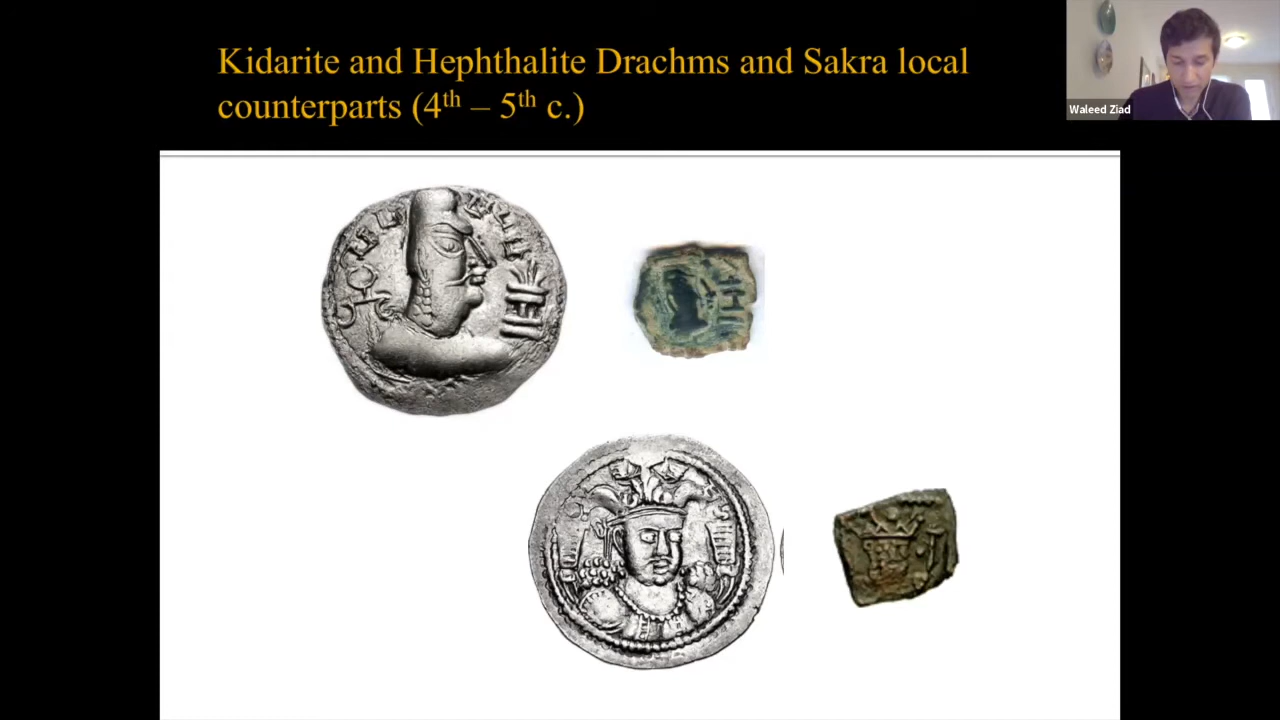 Kidarite and Hephthalite Drachms and Sakra local
counterparts (4th – 5th c.)
Waleed Ziad